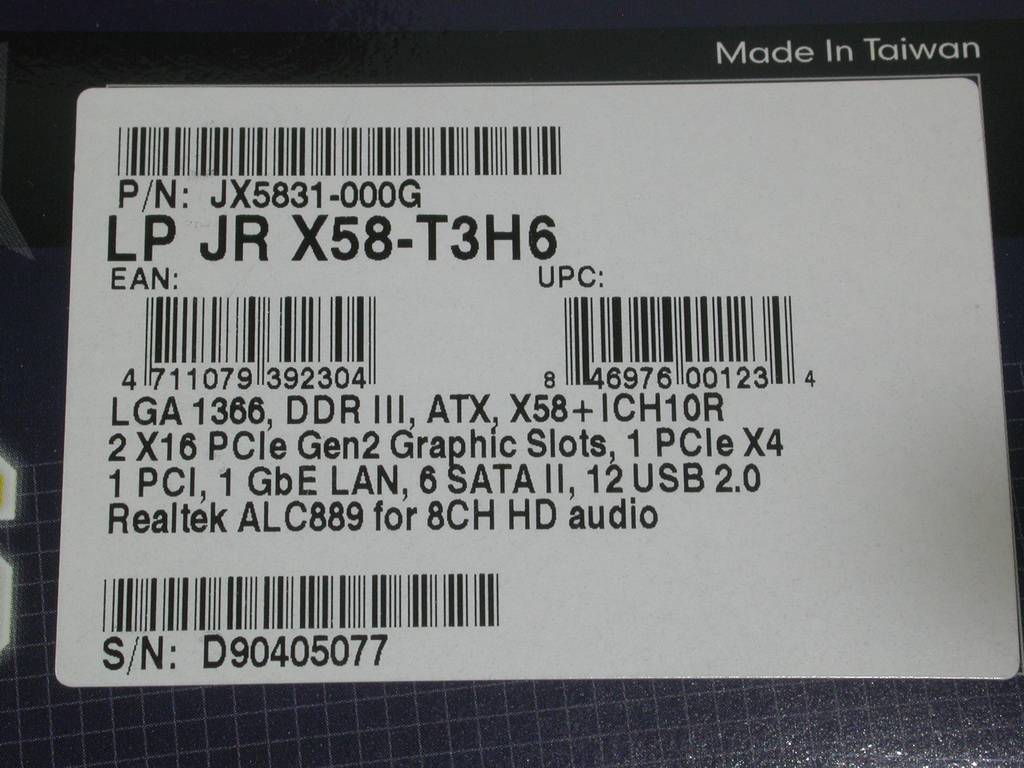 Made In Taiwan
P/N: JX5831-000G
LP JR X58-T3H6
EAN: UPC:
4 711079 392304 8 46976 00123 4
LGA 1366, DDR III, ATX, X58+ICH10R
2 X16 PCIe Gen2 Graphic Slots, 1 PCIe X4
1 PCI, 1 GbE LAN, 6 SATA II, 12 USB 2.0
Realtek ALC889 for 8CH HD audio
S/N: D90405077